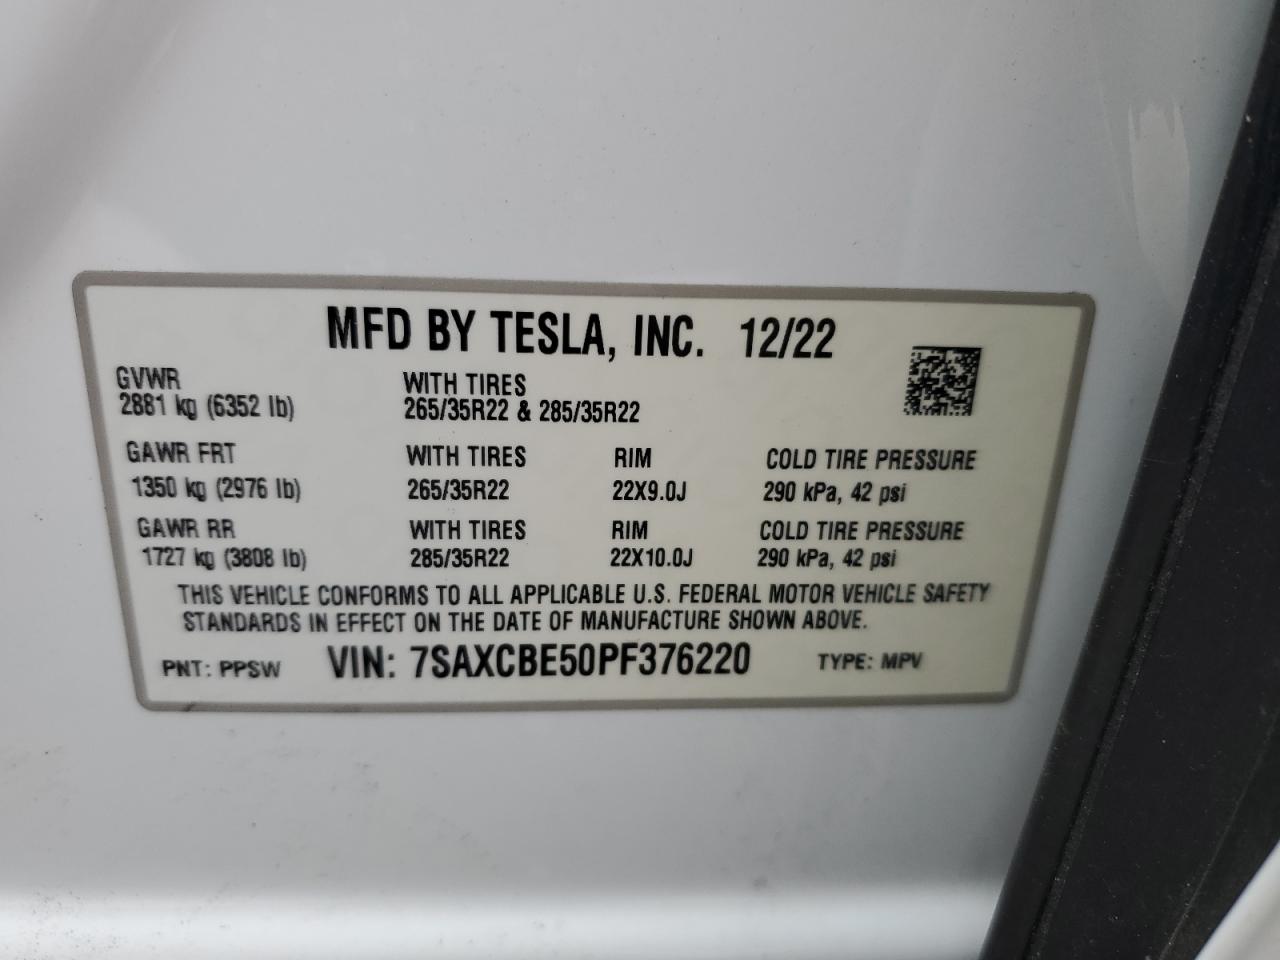 MFD BY TESLA, INC. 12/22
GVWR WITH TIRES
2881 kg (6352 lb) 265/35R22 & 285/35R22
GAWR FRT WITH TIRES RIM COLD TIRE PRESSURE
1350 kg (2976 lb) 265/35R22 22X9.0J 290 kPa, 42 psi
GAWR RR WITH TIRES RIM COLD TIRE PRESSURE
1727 kg (3808 lb) 285/35R22 22X10.0J 290 kPa, 42 psi
THIS VEHICLE CONFORMS TO ALL APPLICABLE U.S. FEDERAL MOTOR VEHICLE SAFETY
STANDARDS IN EFFECT ON THE DATE OF MANUFACTURE SHOWN ABOVE.
PNT: PPSW VIN: 7SAXCBE50PF376220 TYPE: MPV